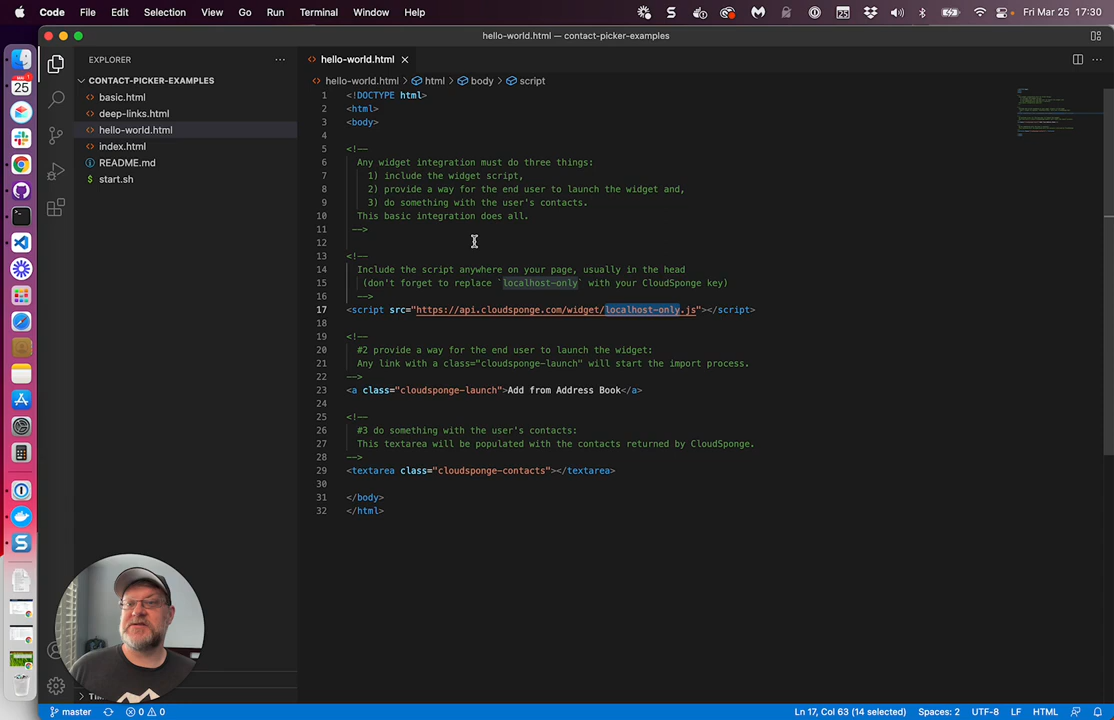 Code File Edit Selection View Go Run Terminal Window Help
25
Fri Mar 25 17:30
hello-world.html — contact-picker-examples
EXPLORER
CONTACT-PICKER-EXAMPLES
basic.html
deep-links.html
hello-world.html
index.html
README.md
start.sh
hello-world.html
hello-world.html › html › body › script
1 <!DOCTYPE html>
2 <html>
3 <body>
4
5 <!--
6 Any widget integration must do three things:
7 1) include the widget script,
8 2) provide a way for the end user to launch the widget and,
9 3) do something with the user's contacts.
10 This basic integration does all.
11 -->
12
13 <!--
14 Include the script anywhere on your page, usually in the head
15 (don't forget to replace `localhost-only` with your CloudSponge key)
16 -->
17 <script src="https://api.cloudsponge.com/widget/localhost-only.js"></script>
18
19 <!--
20 #2 provide a way for the end user to launch the widget:
21 Any link with a class="cloudsponge-launch" will start the import process.
22 -->
23 <a class="cloudsponge-launch">Add from Address Book</a>
24
25 <!--
26 #3 do something with the user's contacts:
27 This textarea will be populated with the contacts returned by CloudSponge.
28 -->
29 <textarea class="cloudsponge-contacts"></textarea>
30
31 </body>
32 </html>
25
master
0 0
Ln 17, Col 63 (14 selected) Spaces: 2 UTF-8 LF HTML